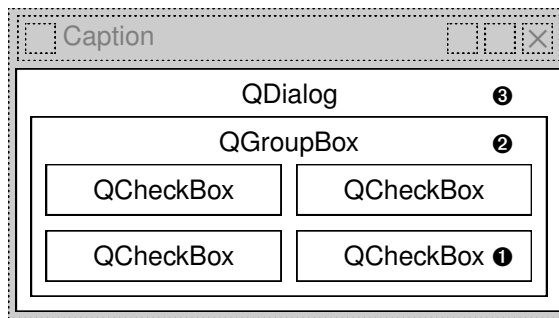 Caption
QDialog ❸
QGroupBox ❷
QCheckBox QCheckBox
QCheckBox QCheckBox ❶